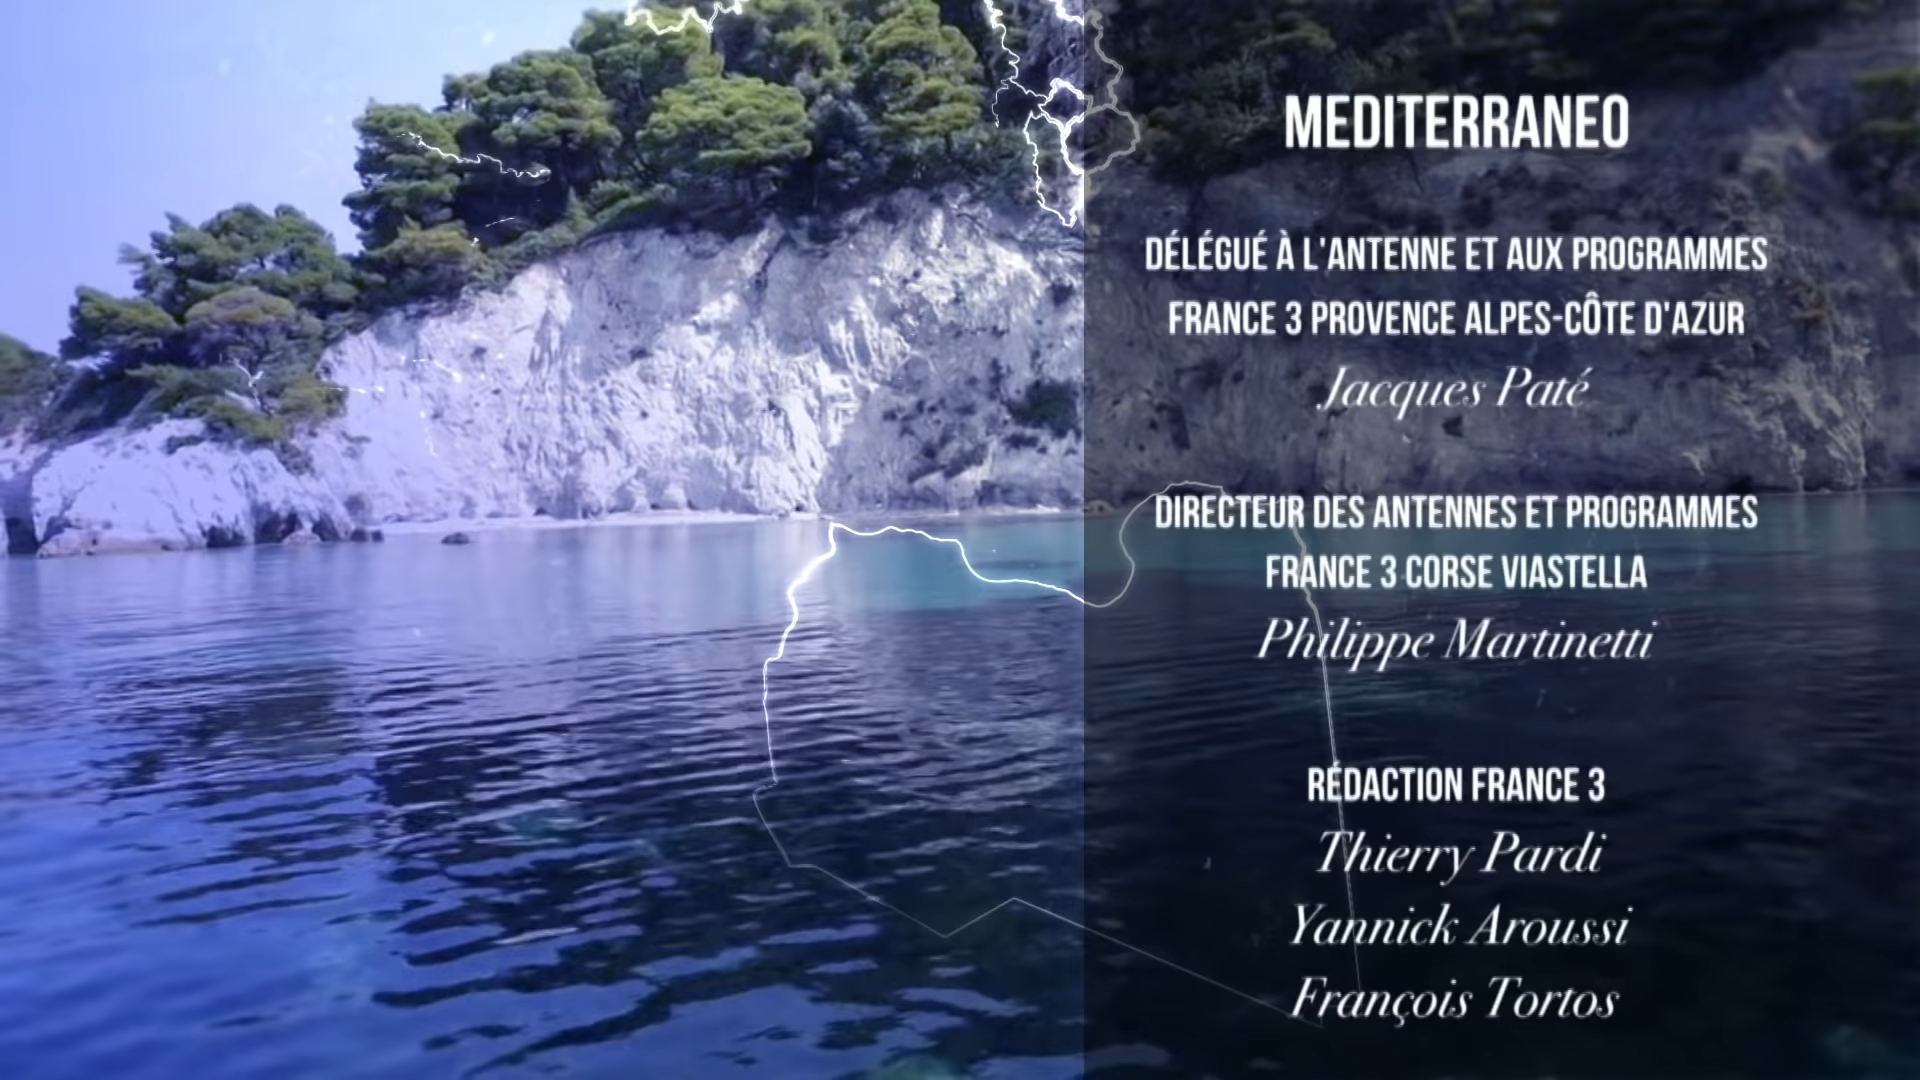 MEDITERRANEO
DÉLÉGUÉ À L'ANTENNE ET AUX PROGRAMMES
FRANCE 3 PROVENCE ALPES-CÔTE D'AZUR
Jacques Paté
DIRECTEUR DES ANTENNES ET PROGRAMMES
FRANCE 3 CORSE VIASTELLA
Philippe Martinetti
RÉDACTION FRANCE 3
Thierry Pardi
Yannick Aroussi
François Tortos